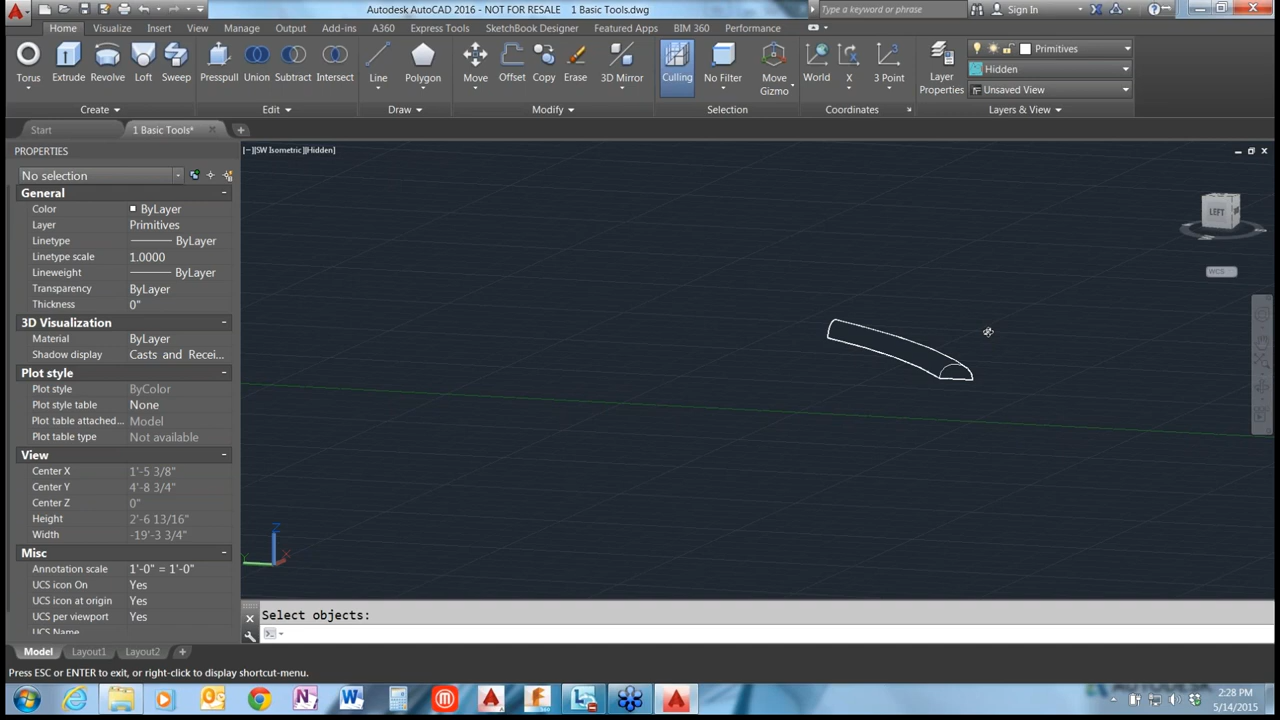 Autodesk AutoCAD 2016 - NOT FOR RESALE 1 Basic Tools.dwg
Type a keyword or phrase
Sign In
Home Visualize Insert View Manage Output Add-ins A360 Express Tools SketchBook Designer Featured Apps BIM 360 Performance
Torus Extrude Revolve Loft Sweep Presspull Union Subtract Intersect Line Polygon Move Offset Copy Erase 3D Mirror Culling No Filter Move Gizmo World X 3 Point Layer Properties
Primitives
Hidden
Unsaved View
Create Edit Draw Modify Selection Coordinates Layers & View
Start 1 Basic Tools*
PROPERTIES
[−][SW Isometric][Hidden]
No selection
General
Color ByLayer
Layer Primitives
Linetype ByLayer
Linetype scale 1.0000
Lineweight ByLayer
Transparency ByLayer
Thickness 0"
3D Visualization
Material ByLayer
Shadow display Casts and Recei...
Plot style
Plot style ByColor
Plot style table None
Plot table attached... Model
Plot table type Not available
View
Center X 1'-5 3/8"
Center Y 4'-8 3/4"
Center Z 0"
Height 2'-6 13/16"
Width -19'-3 3/4"
Misc
Annotation scale 1'-0" = 1'-0"
UCS icon On Yes
UCS icon at origin Yes
UCS per viewport Yes
UCS Name
LEFT
WCS
Z
X
Y
Select objects:
Model Layout1 Layout2
Press ESC or ENTER to exit, or right-click to display shortcut-menu.
2:28 PM
5/14/2015